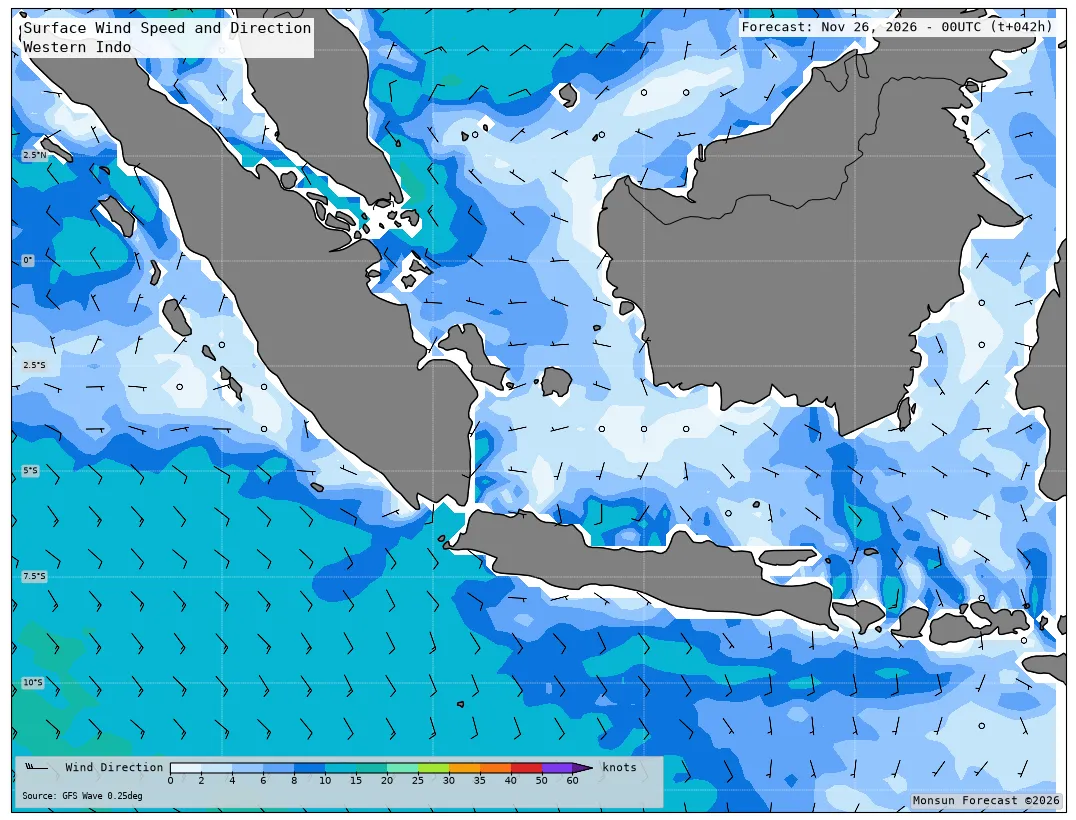 Surface Wind Speed and Direction
Western Indo
Forecast: Nov 26, 2026 - 00UTC (t+042h)
2.5°N
0°
2.5°S
5°S
7.5°S
10°S
Wind Direction
0 2 4 6 8 10 15 20 25 30 35 40 50 60
knots
Source: GFS Wave 0.25deg
Monsun Forecast ©2026